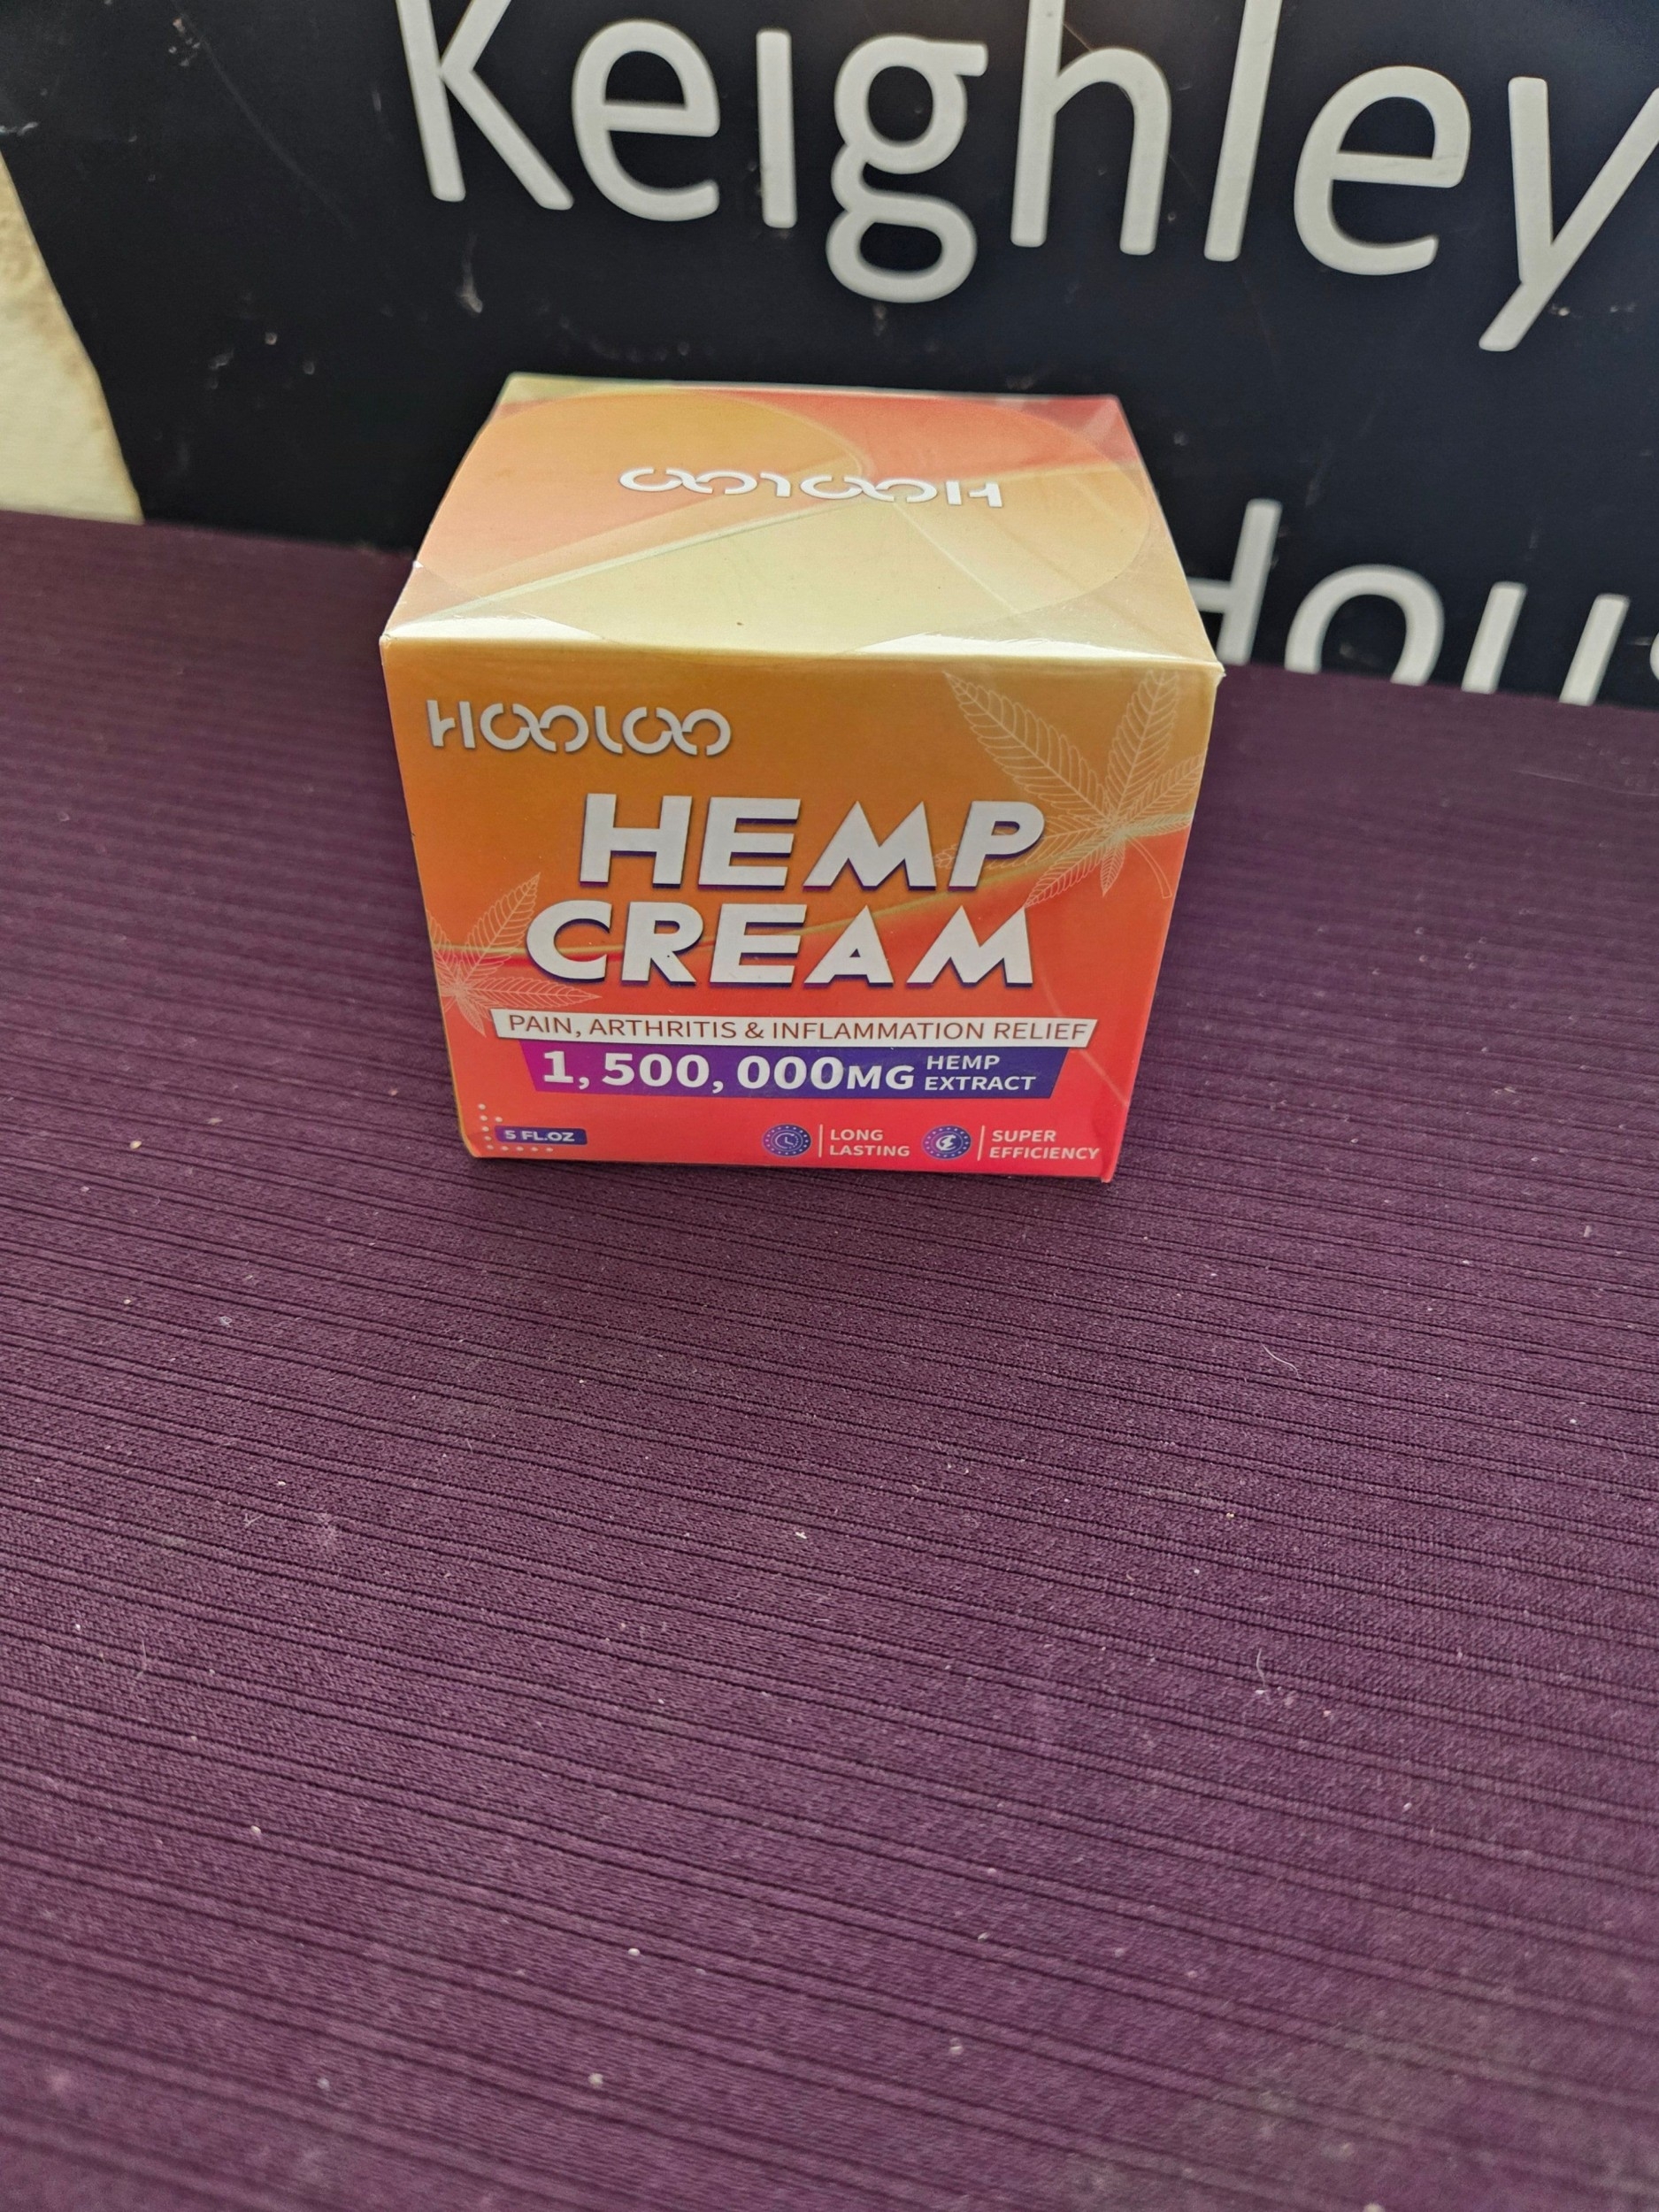 Keighley
Hous
HOOLOO
HOOLOO
HEMP
CREAM
PAIN, ARTHRITIS & INFLAMMATION RELIEF
1, 500, 000MG HEMP EXTRACT
5 FL.OZ
LONG LASTING
SUPER EFFICIENCY